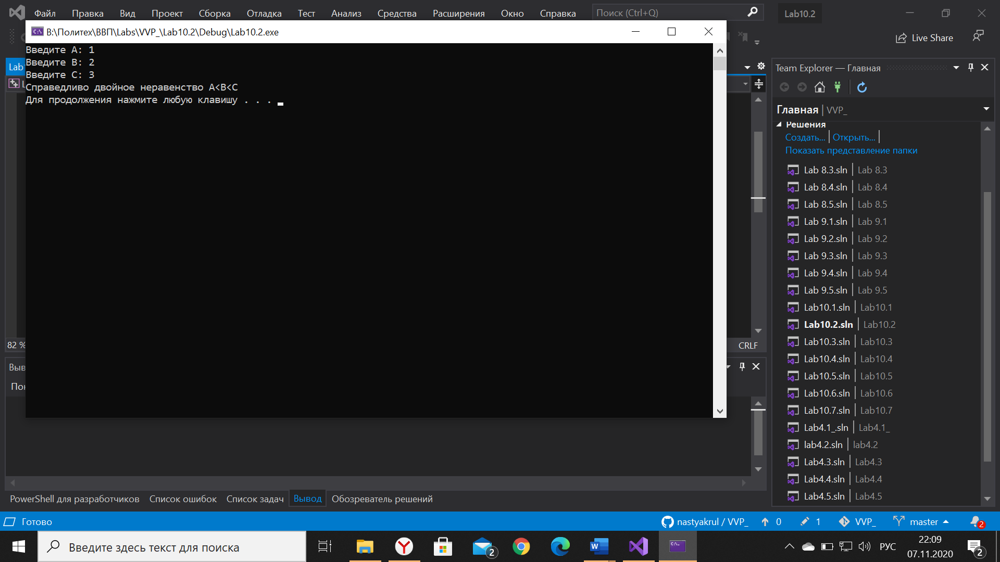 Файл Правка Вид Проект Сборка Отладка Тест Анализ Средства Расширения Окно Справка Поиск (Ctrl+Q) Lab10.2
B:\Политех\ВВП\Labs\VVP_\Lab10.2\Debug\Lab10.2.exe
Live Share
Введите A: 1
Введите B: 2
Введите C: 3
Справедливо двойное неравенство A<B<C
Для продолжения нажмите любую клавишу . . .
Lab
82 %
CRLF
Выв
Пок
Team Explorer — Главная
Главная | VVP_
Решения
Создать... | Открыть... |
Показать представление папки
Lab 8.3.sln | Lab 8.3
Lab 8.4.sln | Lab 8.4
Lab 8.5.sln | Lab 8.5
Lab 9.1.sln | Lab 9.1
Lab 9.2.sln | Lab 9.2
Lab 9.3.sln | Lab 9.3
Lab 9.4.sln | Lab 9.4
Lab 9.5.sln | Lab 9.5
Lab10.1.sln | Lab10.1
Lab10.2.sln | Lab10.2
Lab10.3.sln | Lab10.3
Lab10.4.sln | Lab10.4
Lab10.5.sln | Lab10.5
Lab10.6.sln | Lab10.6
Lab10.7.sln | Lab10.7
Lab4.1_.sln | Lab4.1_
lab4.2.sln | lab4.2
Lab4.3.sln | Lab4.3
Lab4.4.sln | Lab4.4
Lab4.5.sln | Lab4.5
PowerShell для разработчиков Список ошибок Список задач Вывод Обозреватель решений
Готово nastyakrul / VVP_ 0 1 VVP_ master 2
Введите здесь текст для поиска 2 РУС 22:09 2
07.11.2020